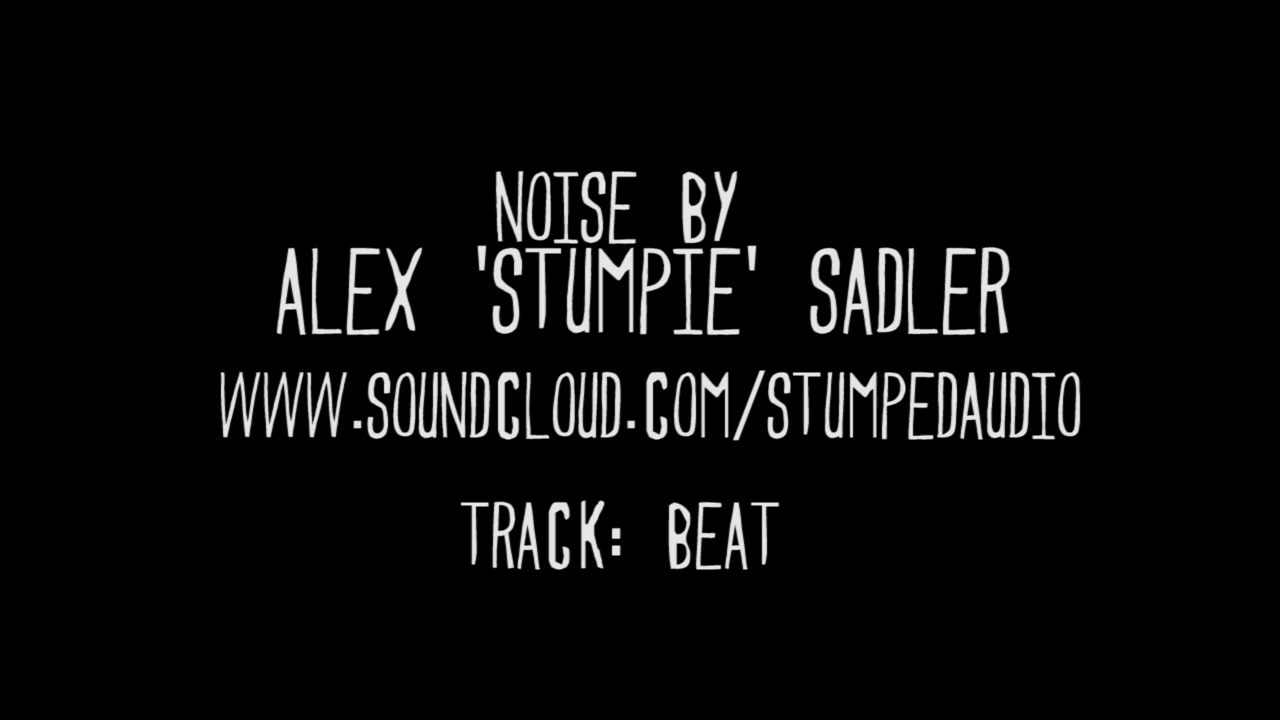 NOISE BY
ALEX 'STUMPIE' SADLER
WWW.SOUNDCLOUD.COM/STUMPEDAUDIO
TRACK: BEAT